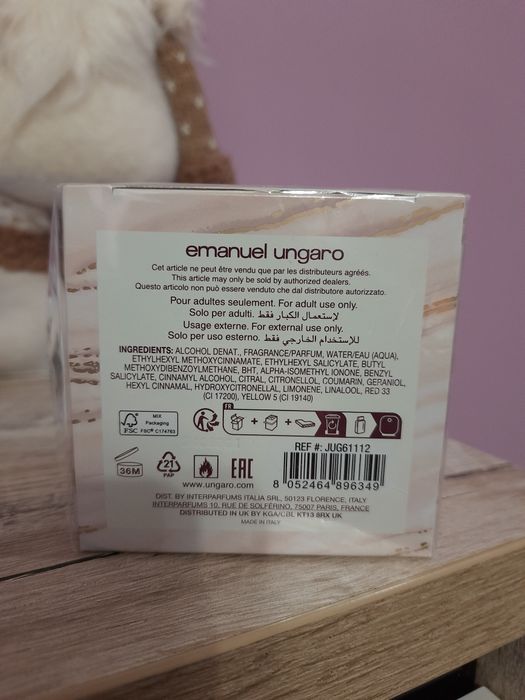 emanuel ungaro
Cet article ne peut être vendu que par les distributeurs agréés.
This article may only be sold by authorized dealers.
Questo articolo non può essere venduto che dal distributore autorizzato.
Pour adultes seulement. For adult use only.
Solo per adulti. لإستعمال الكبار فقط.
Usage externe. For external use only.
Solo per uso esterno. للإستخدام الخارجي فقط.
INGREDIENTS: ALCOHOL DENAT., FRAGRANCE/PARFUM, WATER/EAU (AQUA),
ETHYLHEXYL METHOXYCINNAMATE, ETHYLHEXYL SALICYLATE, BUTYL
METHOXYDIBENZOYLMETHANE, BHT, ALPHA-ISOMETHYL IONONE, BENZYL
SALICYLATE, CINNAMYL ALCOHOL, CITRAL, CITRONELLOL, COUMARIN, GERANIOL,
HEXYL CINNAMAL, HYDROXYCITRONELLAL, LIMONENE, LINALOOL, RED 33
(CI 17200), YELLOW 5 (CI 19140)
FSC
MIX
Packaging
FSC® C174763
FR
REF #: JUG61112
36M
21
PAP
EAC
www.ungaro.com
8 052464 896349
DIST. BY INTERPARFUMS ITALIA SRL, 50123 FLORENCE, ITALY
INTERPARFUMS 10, RUE DE SOLFÉRINO, 75007 PARIS, FRANCE
DISTRIBUTED IN UK BY KGA/CBL KT13 8RX UK
MADE IN ITALY